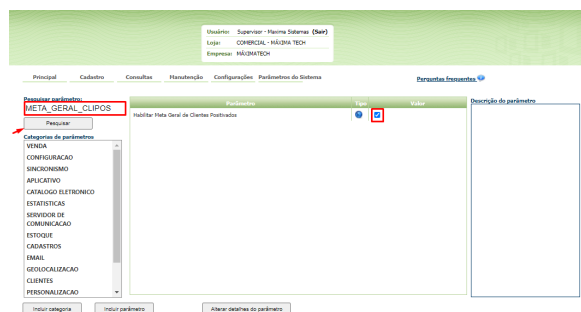 Usuário: Supervisor - Maxima Sistemas (Sair)
Loja: COMERCIAL - MÁXIMA TECH
Empresa: MÁXIMATECH
Principal Cadastro Consultas Manutenção Configurações Parâmetros do Sistema Perguntas frequentes
Pesquisar parâmetro:
META_GERAL_CLIPOS
Pesquisar
Parâmetro Tipo Valor
Habilitar Meta Geral de Clientes Positivados
Descrição do parâmetro
Categorias de parâmetros
VENDA
CONFIGURACAO
SINCRONISMO
APLICATIVO
CATALOGO ELETRONICO
ESTATISTICAS
SERVIDOR DE
COMUNICACAO
ESTOQUE
CADASTROS
EMAIL
GEOLOCALIZACAO
CLIENTES
PERSONALIZACAO
Incluir categoria Incluir parâmetro Alterar detalhes do parâmetro